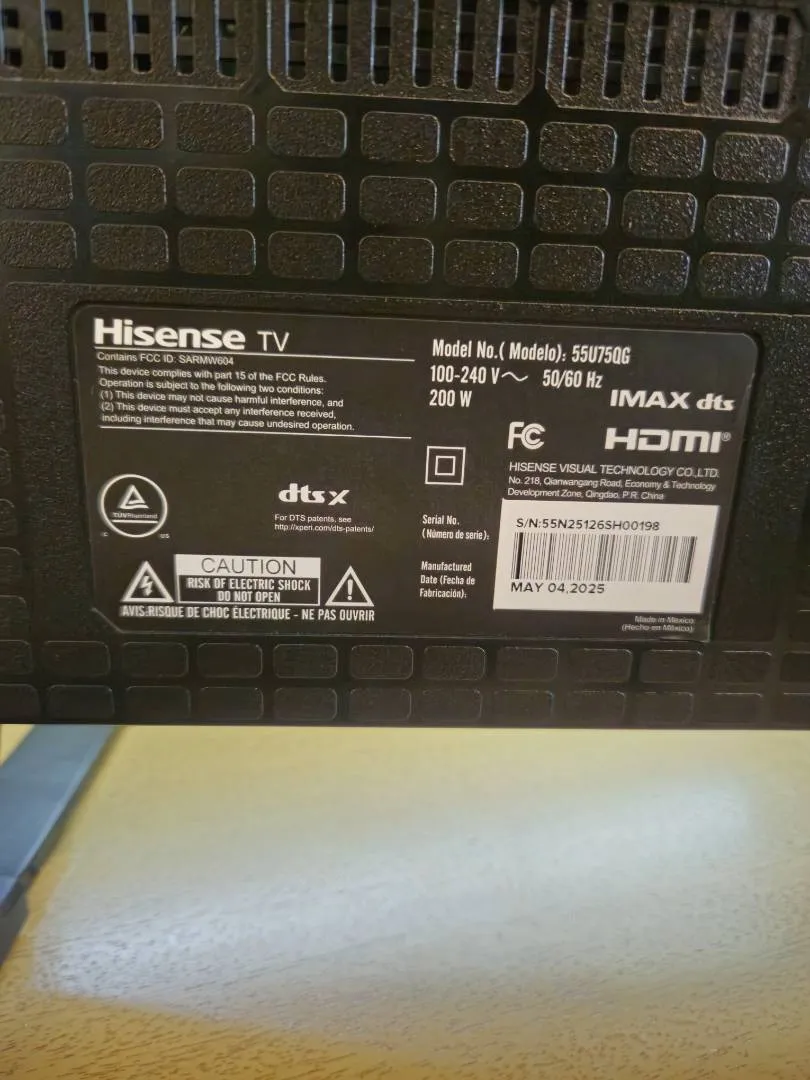 Hisense TV
Contains FCC ID: SARMW604
This device complies with part 15 of the FCC Rules.
Operation is subject to the following two conditions:
(1) This device may not cause harmful interference, and
(2) This device must accept any interference received,
including interference that may cause undesired operation.
Model No.( Modelo): 55U75QG
100-240 V～ 50/60 Hz
200 W
IMAX dts
FC HDMI®
HISENSE VISUAL TECHNOLOGY CO.,LTD.
No. 218, Qianwangang Road, Economy & Technology
Development Zone, Qingdao, P.R. China
TÜVRheinland
C US
dts x
For DTS patents, see
http://xperi.com/dts-patents/
Serial No.
(Número de serie):
S/N:55N25126SH00198
Manufactured
Date (Fecha de
Fabricación):
MAY 04,2025
CAUTION
RISK OF ELECTRIC SHOCK
DO NOT OPEN
AVIS:RISQUE DE CHOC ÉLECTRIQUE - NE PAS OUVRIR
Made in Mexico
(Hecho en México)